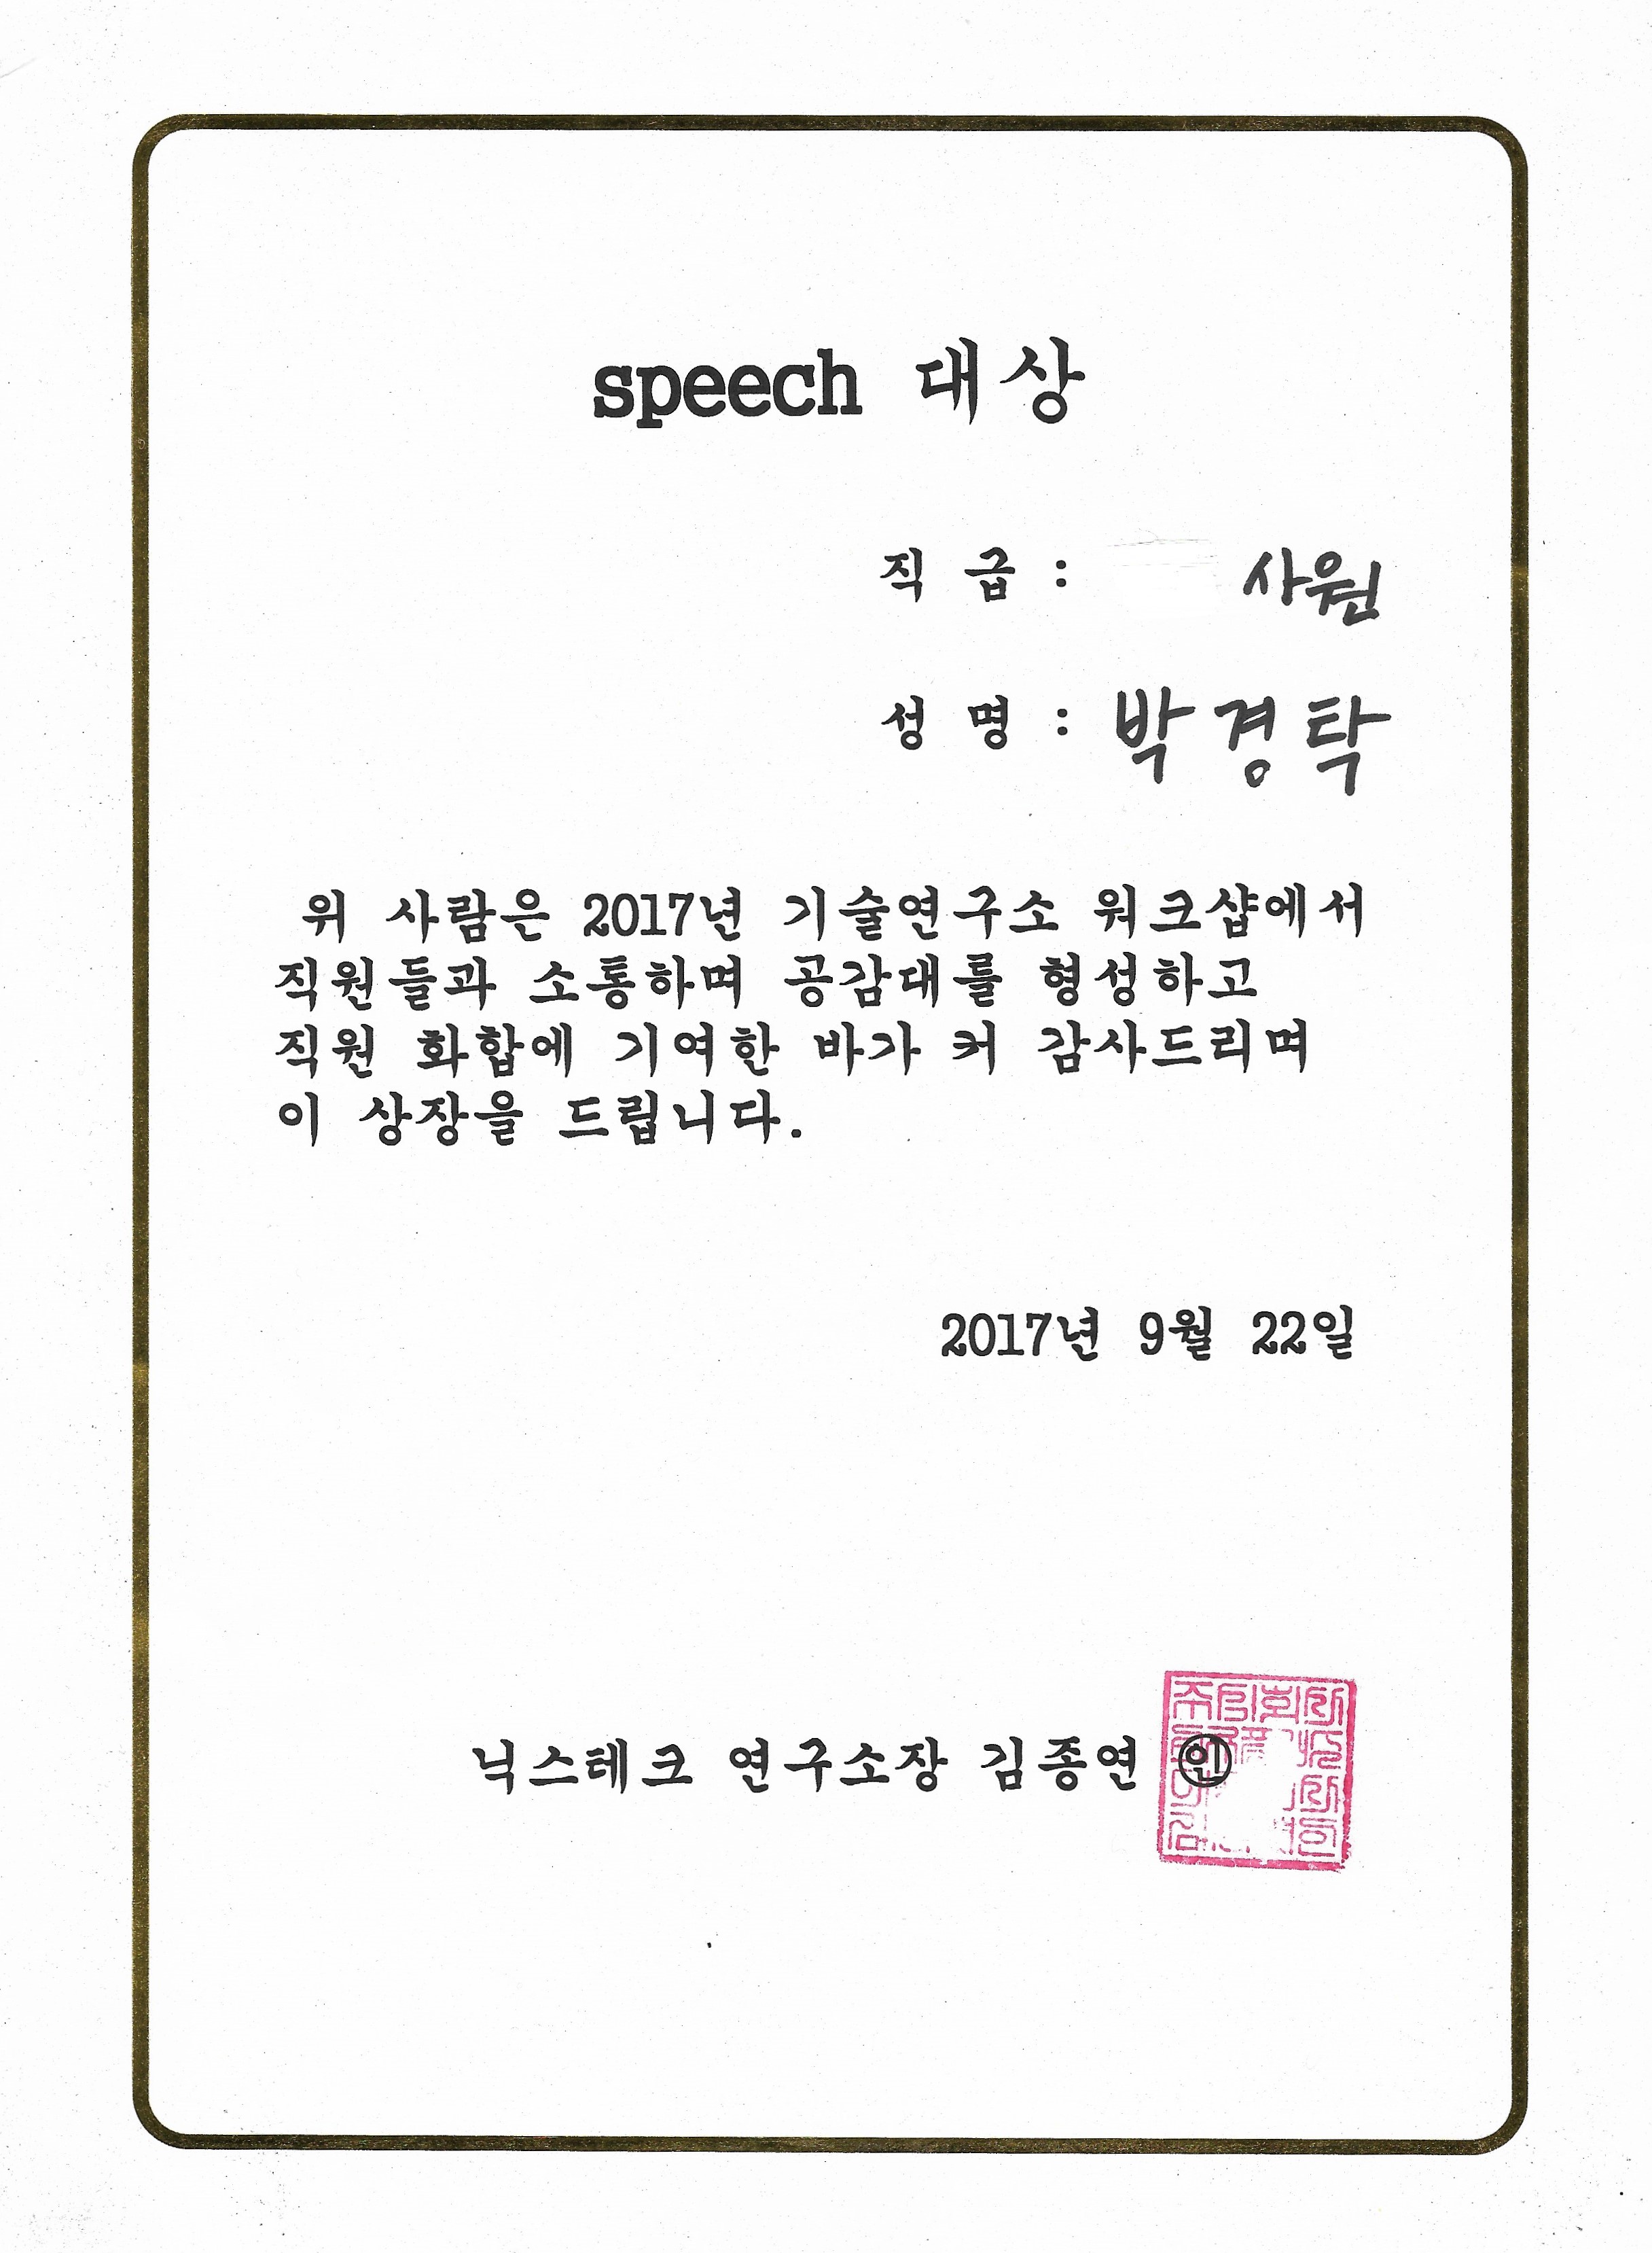 speech 대상
직 급 : 사원
성 명 : 박경탁
위 사람은 2017년 기술연구소 워크샵에서
직원들과 소통하며 공감대를 형성하고
직원 화합에 기여한 바가 커 감사드리며
이 상장을 드립니다.
2017년 9월 22일
닉스테크 연구소장 김종연 ㊞